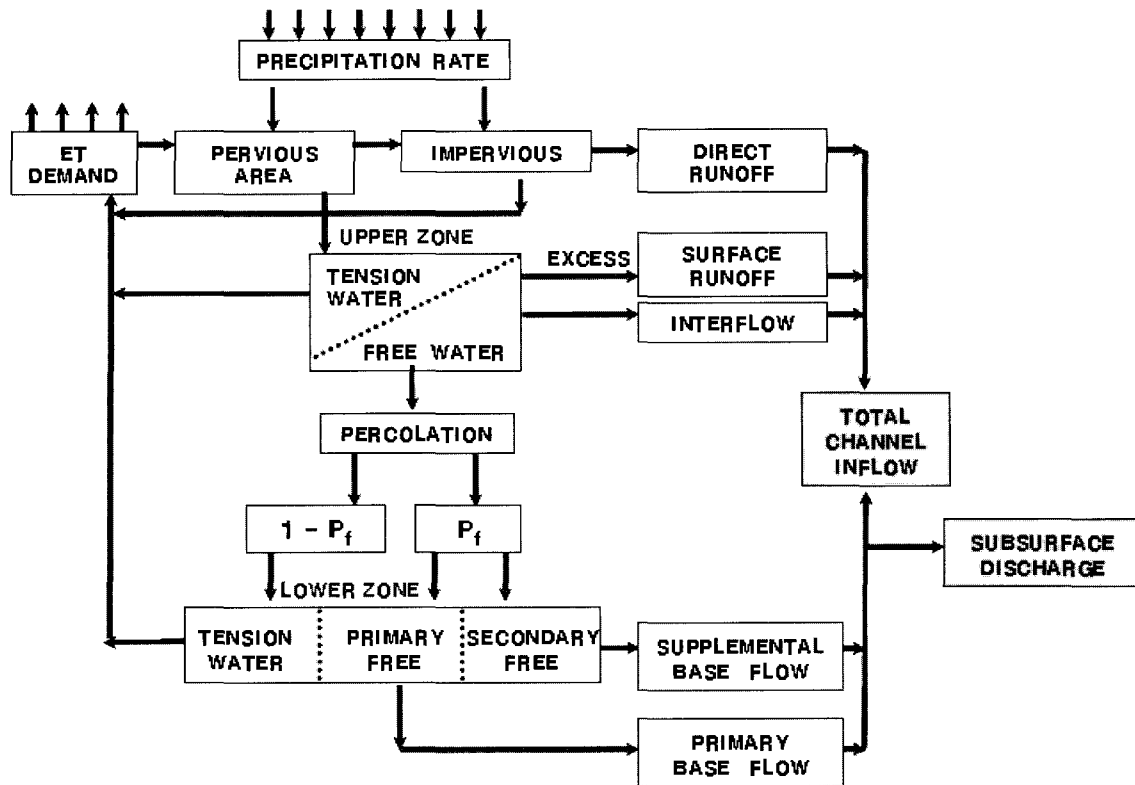 PRECIPITATION RATE
ET
DEMAND
PERVIOUS
AREA
IMPERVIOUS
DIRECT
RUNOFF
UPPER ZONE
TENSION
WATER
FREE WATER
EXCESS
SURFACE
RUNOFF
INTERFLOW
PERCOLATION
TOTAL
CHANNEL
INFLOW
1 - Pf
Pf
SUBSURFACE
DISCHARGE
LOWER ZONE
TENSION
WATER
PRIMARY
FREE
SECONDARY
FREE
SUPPLEMENTAL
BASE FLOW
PRIMARY
BASE FLOW